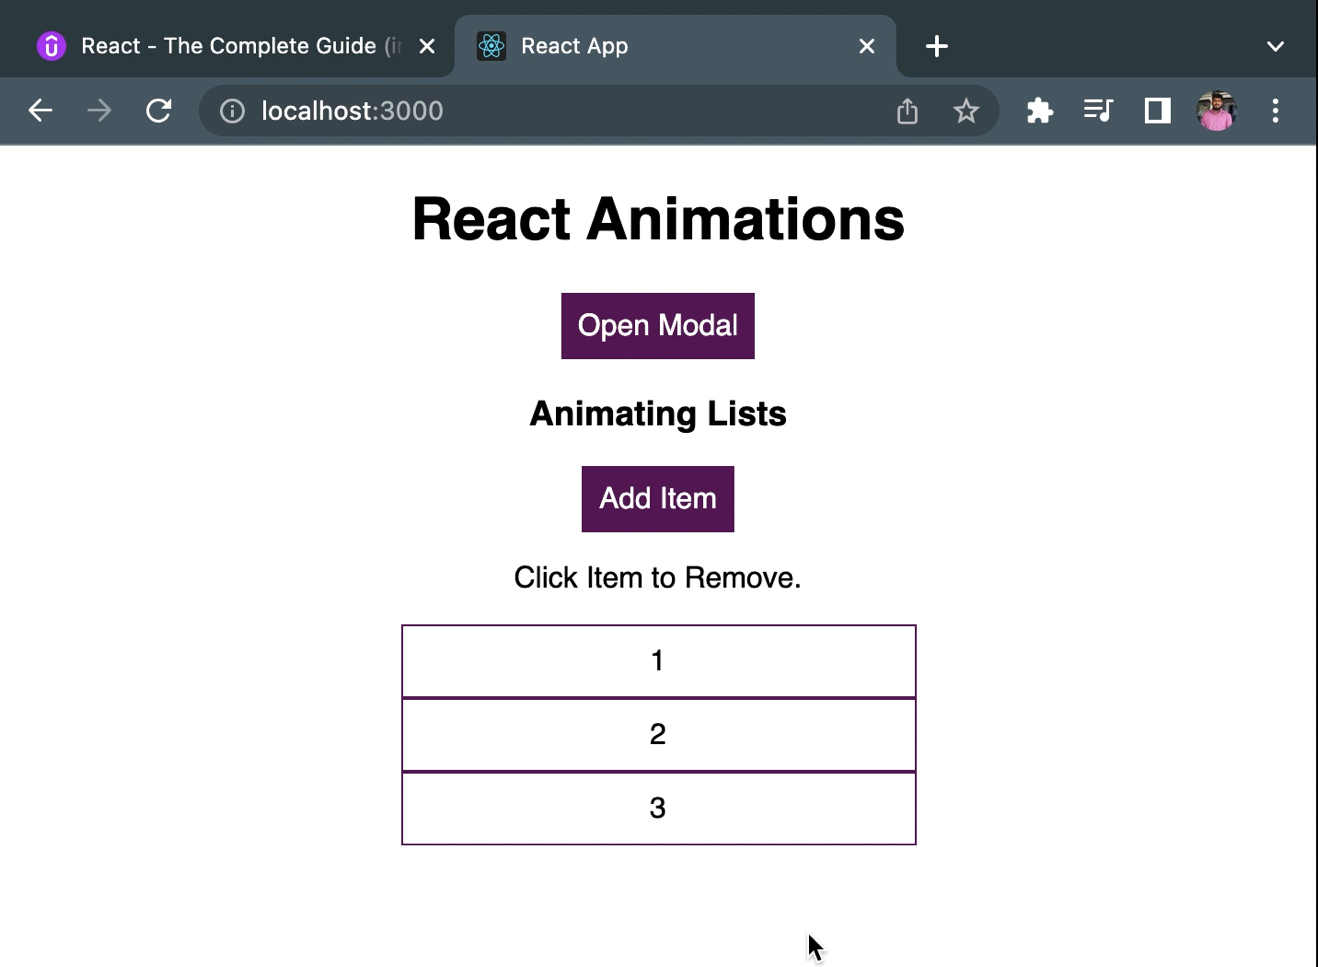 React - The Complete Guide (in
React App
localhost:3000
React Animations
Open Modal
Animating Lists
Add Item
Click Item to Remove.
1
2
3